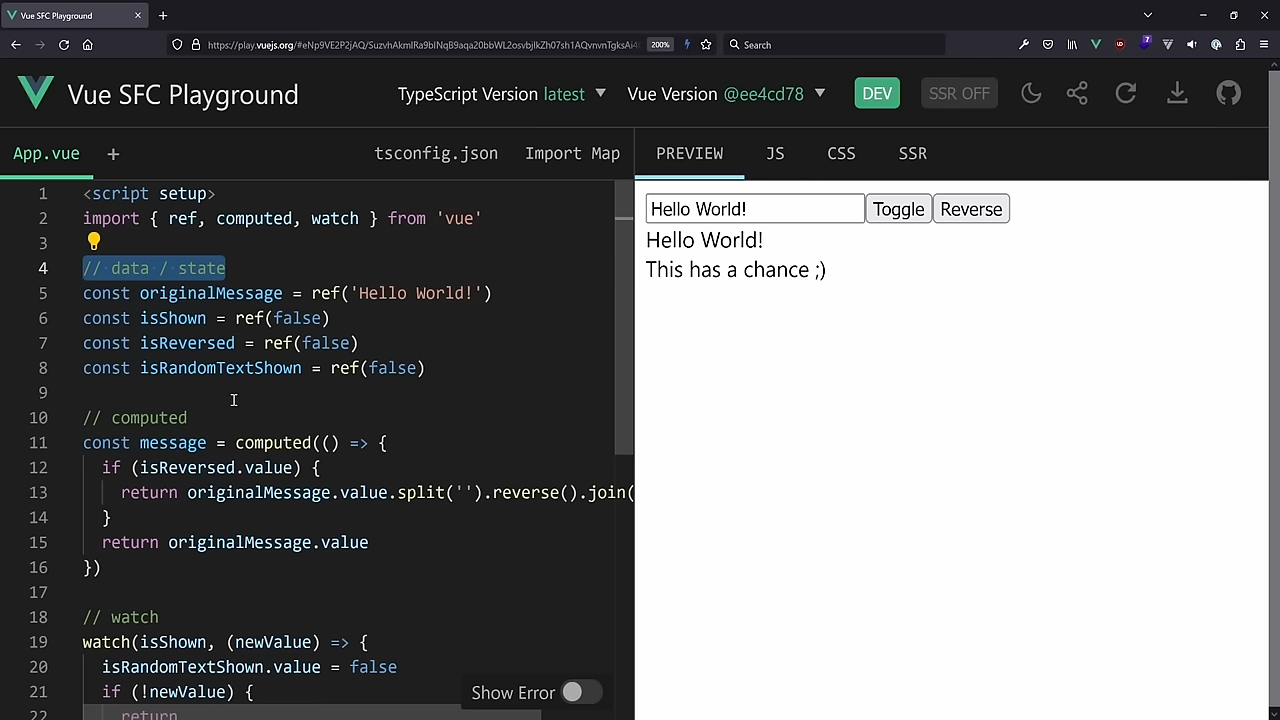 Vue SFC Playground
https://play.vuejs.org/#eNp9VE2P2jAQ/
200%
Search
7
Vue SFC Playground
TypeScript Version latest
Vue Version @ee4cd78
DEV
SSR OFF
App.vue
+
tsconfig.json
Import Map
PREVIEW
JS
CSS
SSR
1 <script setup>
2 import { ref, computed, watch } from 'vue'
3
4 // data / state
5 const originalMessage = ref('Hello World!')
6 const isShown = ref(false)
7 const isReversed = ref(false)
8 const isRandomTextShown = ref(false)
9
10 // computed
11 const message = computed(() => {
12 if (isReversed.value) {
13 return originalMessage.value.split('').reverse().join(
14 }
15 return originalMessage.value
16 })
17
18 // watch
19 watch(isShown, (newValue) => {
20 isRandomTextShown.value = false
21 if (!newValue) {
22 return
Show Error
Hello World!
Toggle
Reverse
Hello World!
This has a chance ;)